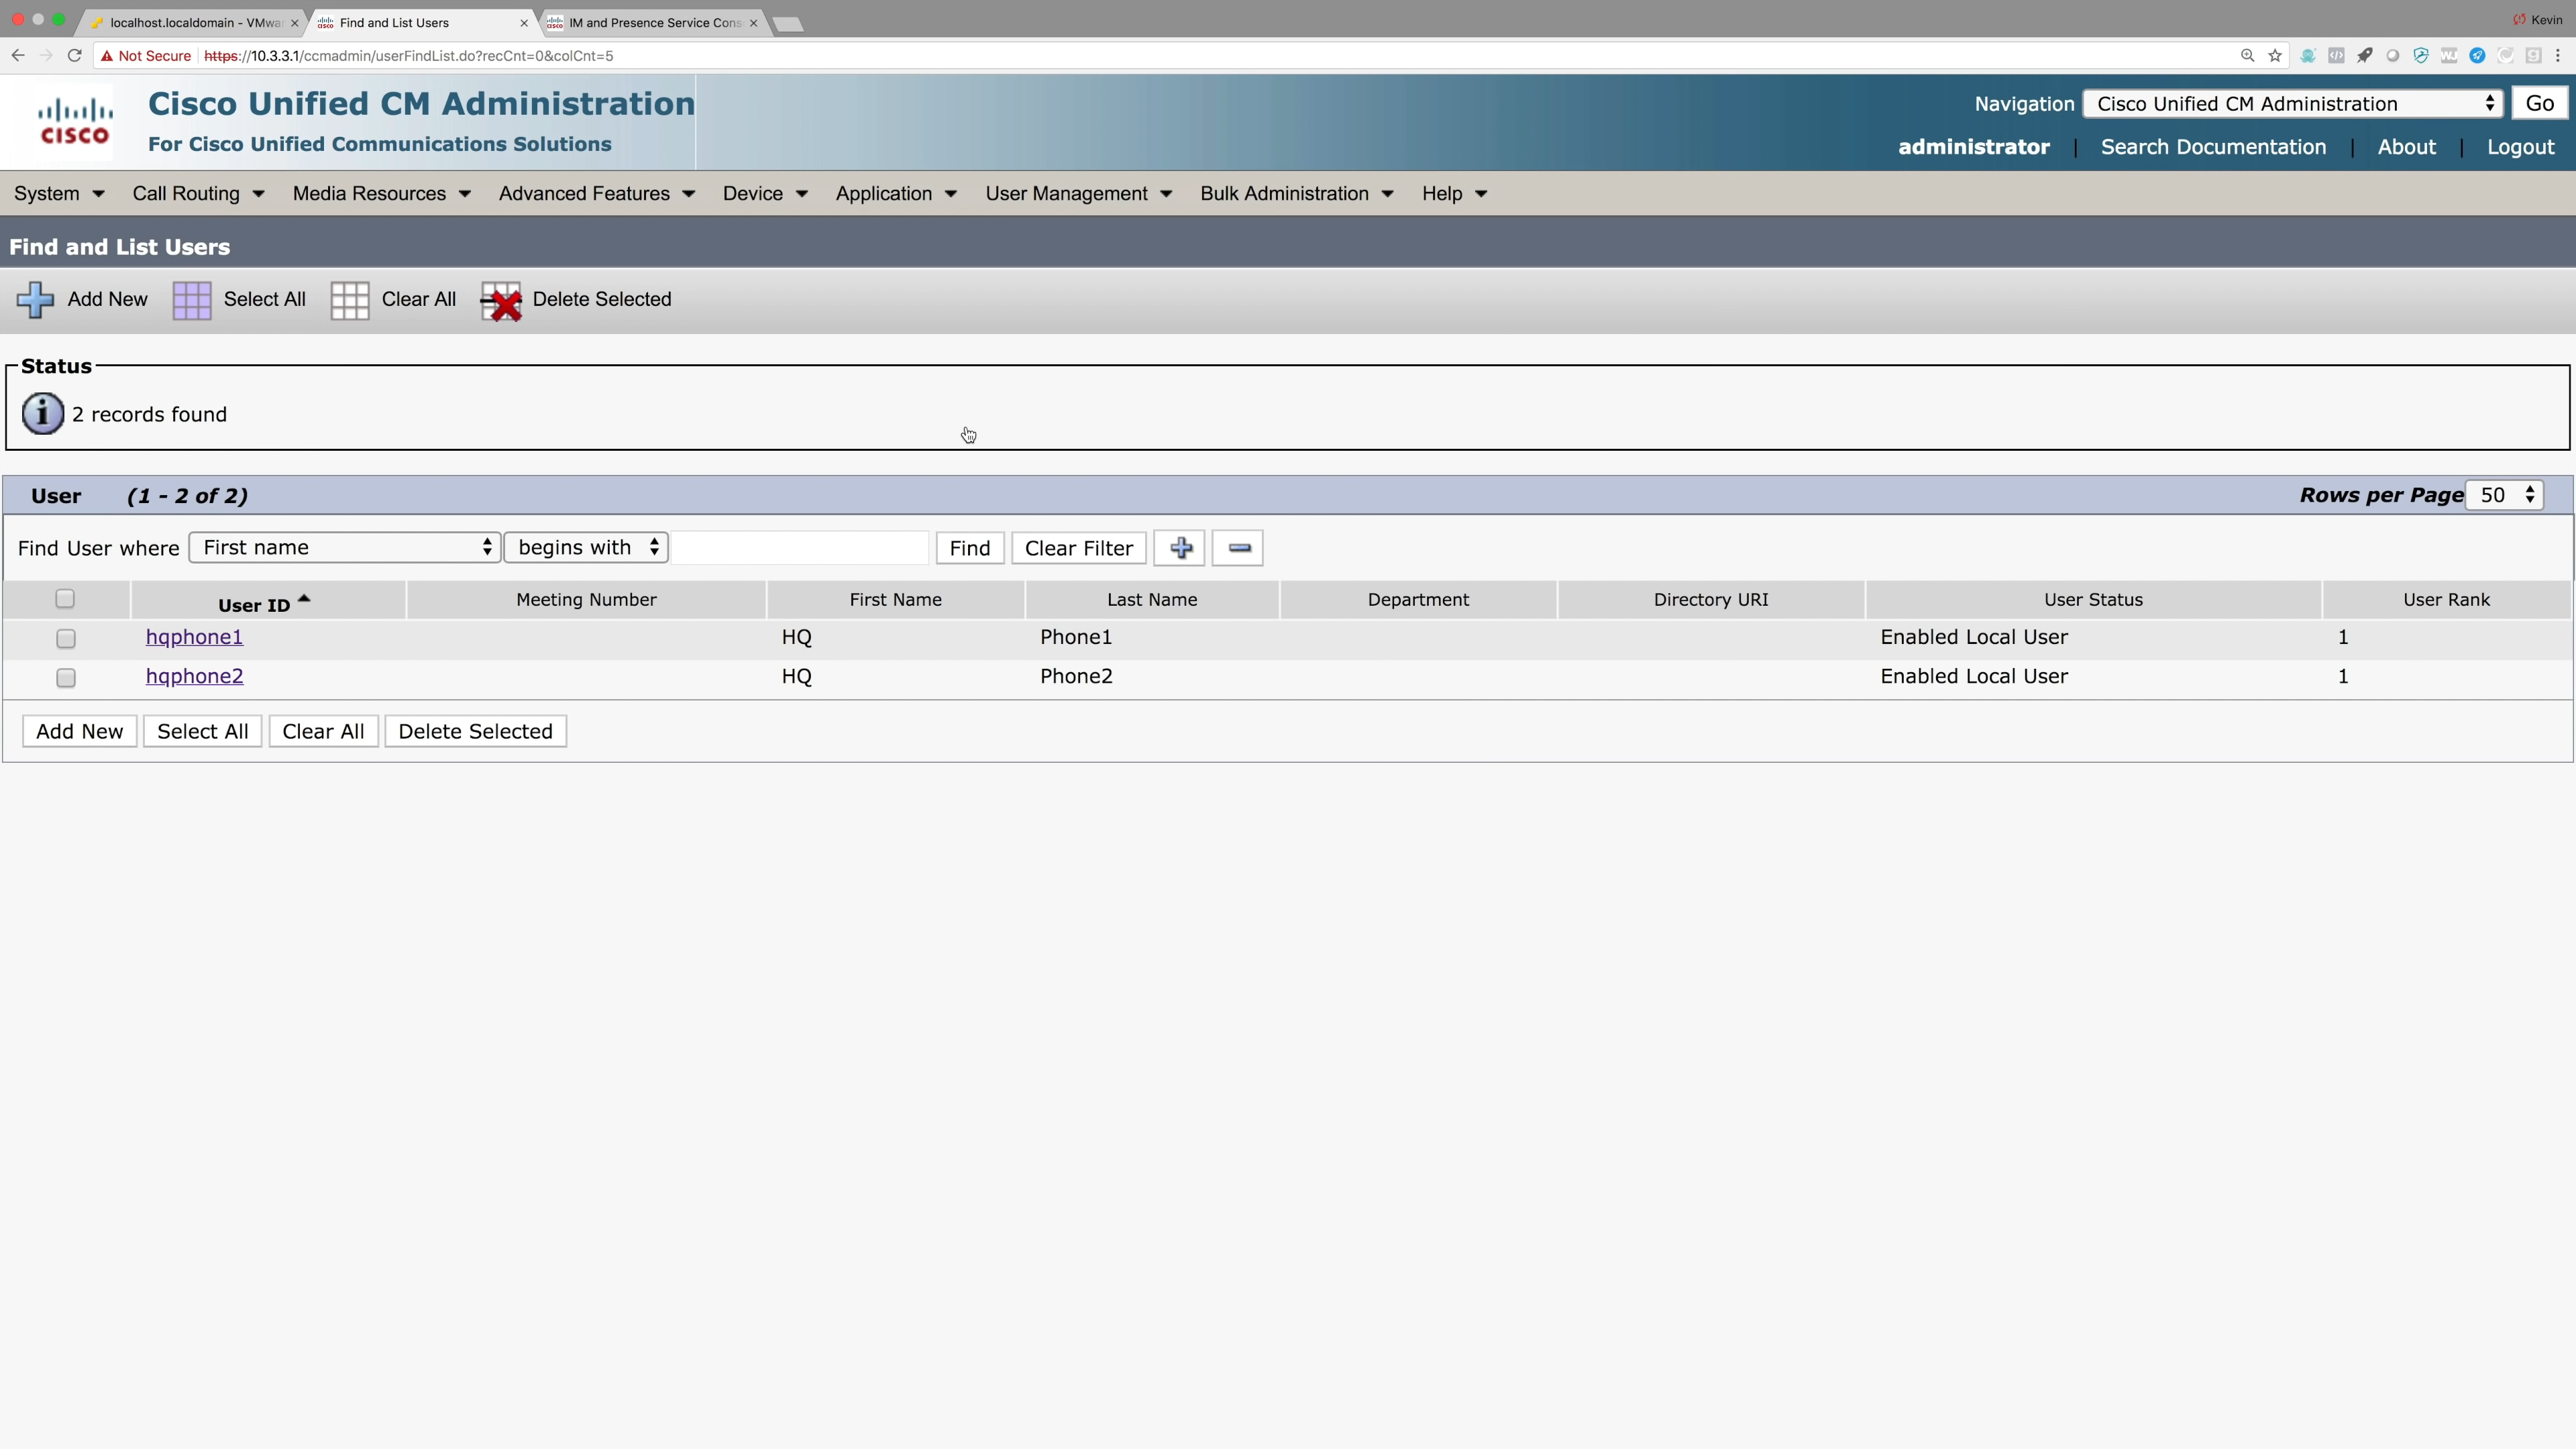 localhost.localdomain - VMwar
Find and List Users
IM and Presence Service Cons
Kevin
Not Secure https://10.3.3.1/ccmadmin/userFindList.do?recCnt=0&colCnt=5
CISCO
Cisco Unified CM Administration
For Cisco Unified Communications Solutions
Navigation Cisco Unified CM Administration Go
administrator | Search Documentation | About | Logout
System Call Routing Media Resources Advanced Features Device Application User Management Bulk Administration Help
Find and List Users
Add New Select All Clear All Delete Selected
Status
2 records found
User (1 - 2 of 2) Rows per Page 50
Find User where First name begins with Find Clear Filter
User ID Meeting Number First Name Last Name Department Directory URI User Status User Rank
hqphone1 HQ Phone1 Enabled Local User 1
hqphone2 HQ Phone2 Enabled Local User 1
Add New Select All Clear All Delete Selected